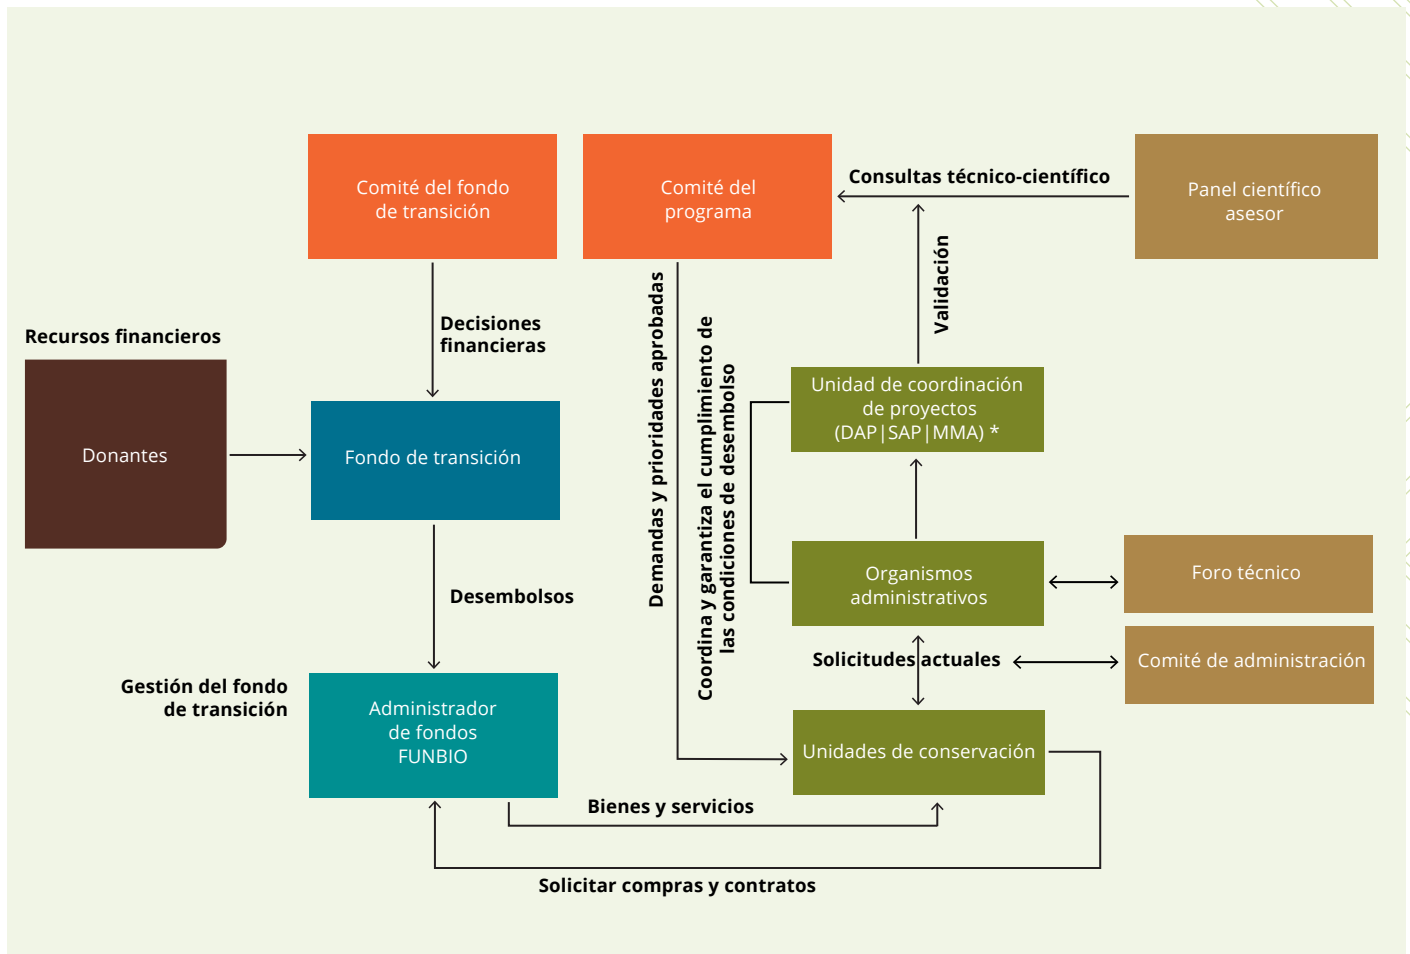 Comité del fondo
de transición
Comité del
programa
Consultas técnico-científico
Panel científico
asesor
Validación
Decisiones
financieras
Recursos financieros
Donantes
Fondo de transición
Demandas y prioridades aprobadas
Coordina y garantiza el cumplimiento de
las condiciones de desembolso
Unidad de coordinación
de proyectos
(DAP|SAP|MMA) *
Organismos
administrativos
Foro técnico
Desembolsos
Solicitudes actuales
Comité de administración
Gestión del fondo
de transición
Administrador
de fondos
FUNBIO
Unidades de conservación
Bienes y servicios
Solicitar compras y contratos